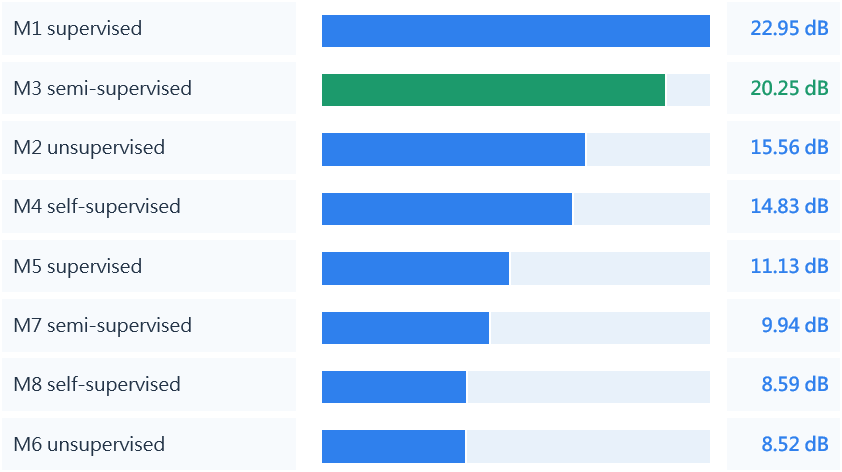 M1 supervised 22.95 dB
M3 semi-supervised 20.25 dB
M2 unsupervised 15.56 dB
M4 self-supervised 14.83 dB
M5 supervised 11.13 dB
M7 semi-supervised 9.94 dB
M8 self-supervised 8.59 dB
M6 unsupervised 8.52 dB